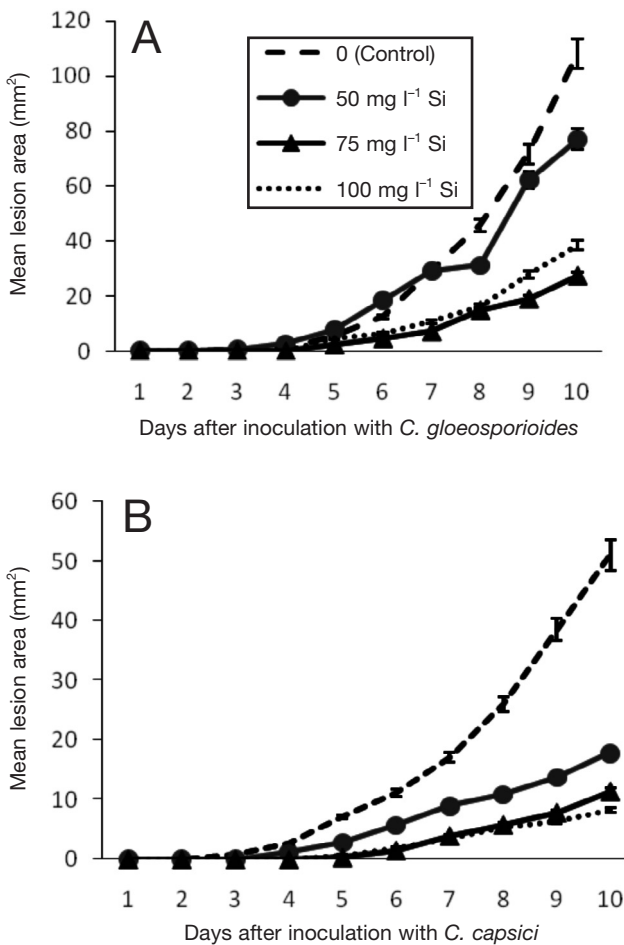 A
120
100
80
60
40
20
0
Mean lesion area (mm²)
0 (Control)
50 mg l⁻¹ Si
75 mg l⁻¹ Si
100 mg l⁻¹ Si
1 2 3 4 5 6 7 8 9 10
Days after inoculation with C. gloeosporioides
B
60
50
40
30
20
10
0
Mean lesion area (mm²)
1 2 3 4 5 6 7 8 9 10
Days after inoculation with C. capsici